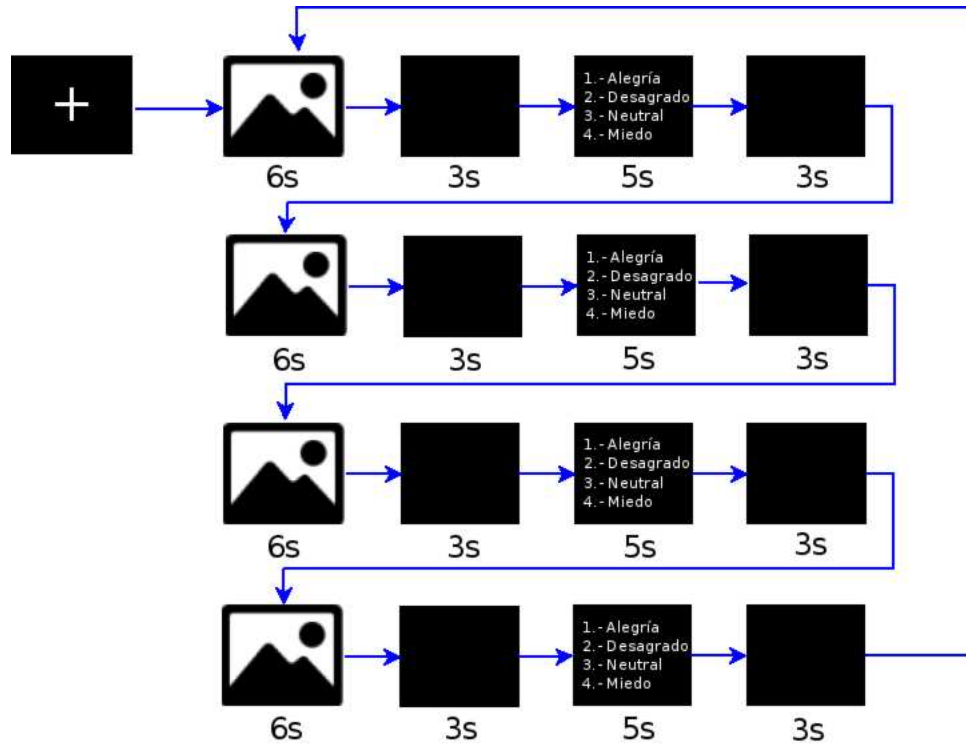 1.-Alegría
2.-Desagrado
3.-Neutral
4.-Miedo
6s 3s 5s 3s
1.-Alegría
2.-Desagrado
3.-Neutral
4.-Miedo
6s 3s 5s 3s
1.-Alegría
2.-Desagrado
3.-Neutral
4.-Miedo
6s 3s 5s 3s
1.-Alegría
2.-Desagrado
3.-Neutral
4.-Miedo
6s 3s 5s 3s